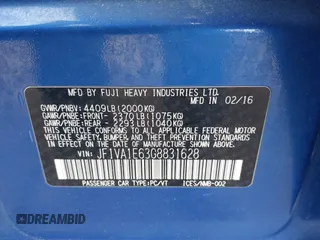 MFD BY FUJI HEAVY INDUSTRIES LTD. 02/16
GVWR/PNBV: 4409LB(2000KG)
GAWR/PNBE:FRONT- 2370LB(1075KG)
GAWR/PNBE:REAR - 2293LB(1040KG)
THIS VEHICLE CONFORMS TO ALL APPLICABLE FEDERAL MOTOR
VEHICLE SAFETY, BUMPER, AND THEFT PREVENTION STANDARDS
IN EFFECT ON THE DATE OF MANUFACTURE SHOWN ABOVE.
VIN: JF1VA1E63G8831628
PASSENGER CAR TYPE:PC/VT ICES/NMB-002
DREAMBID